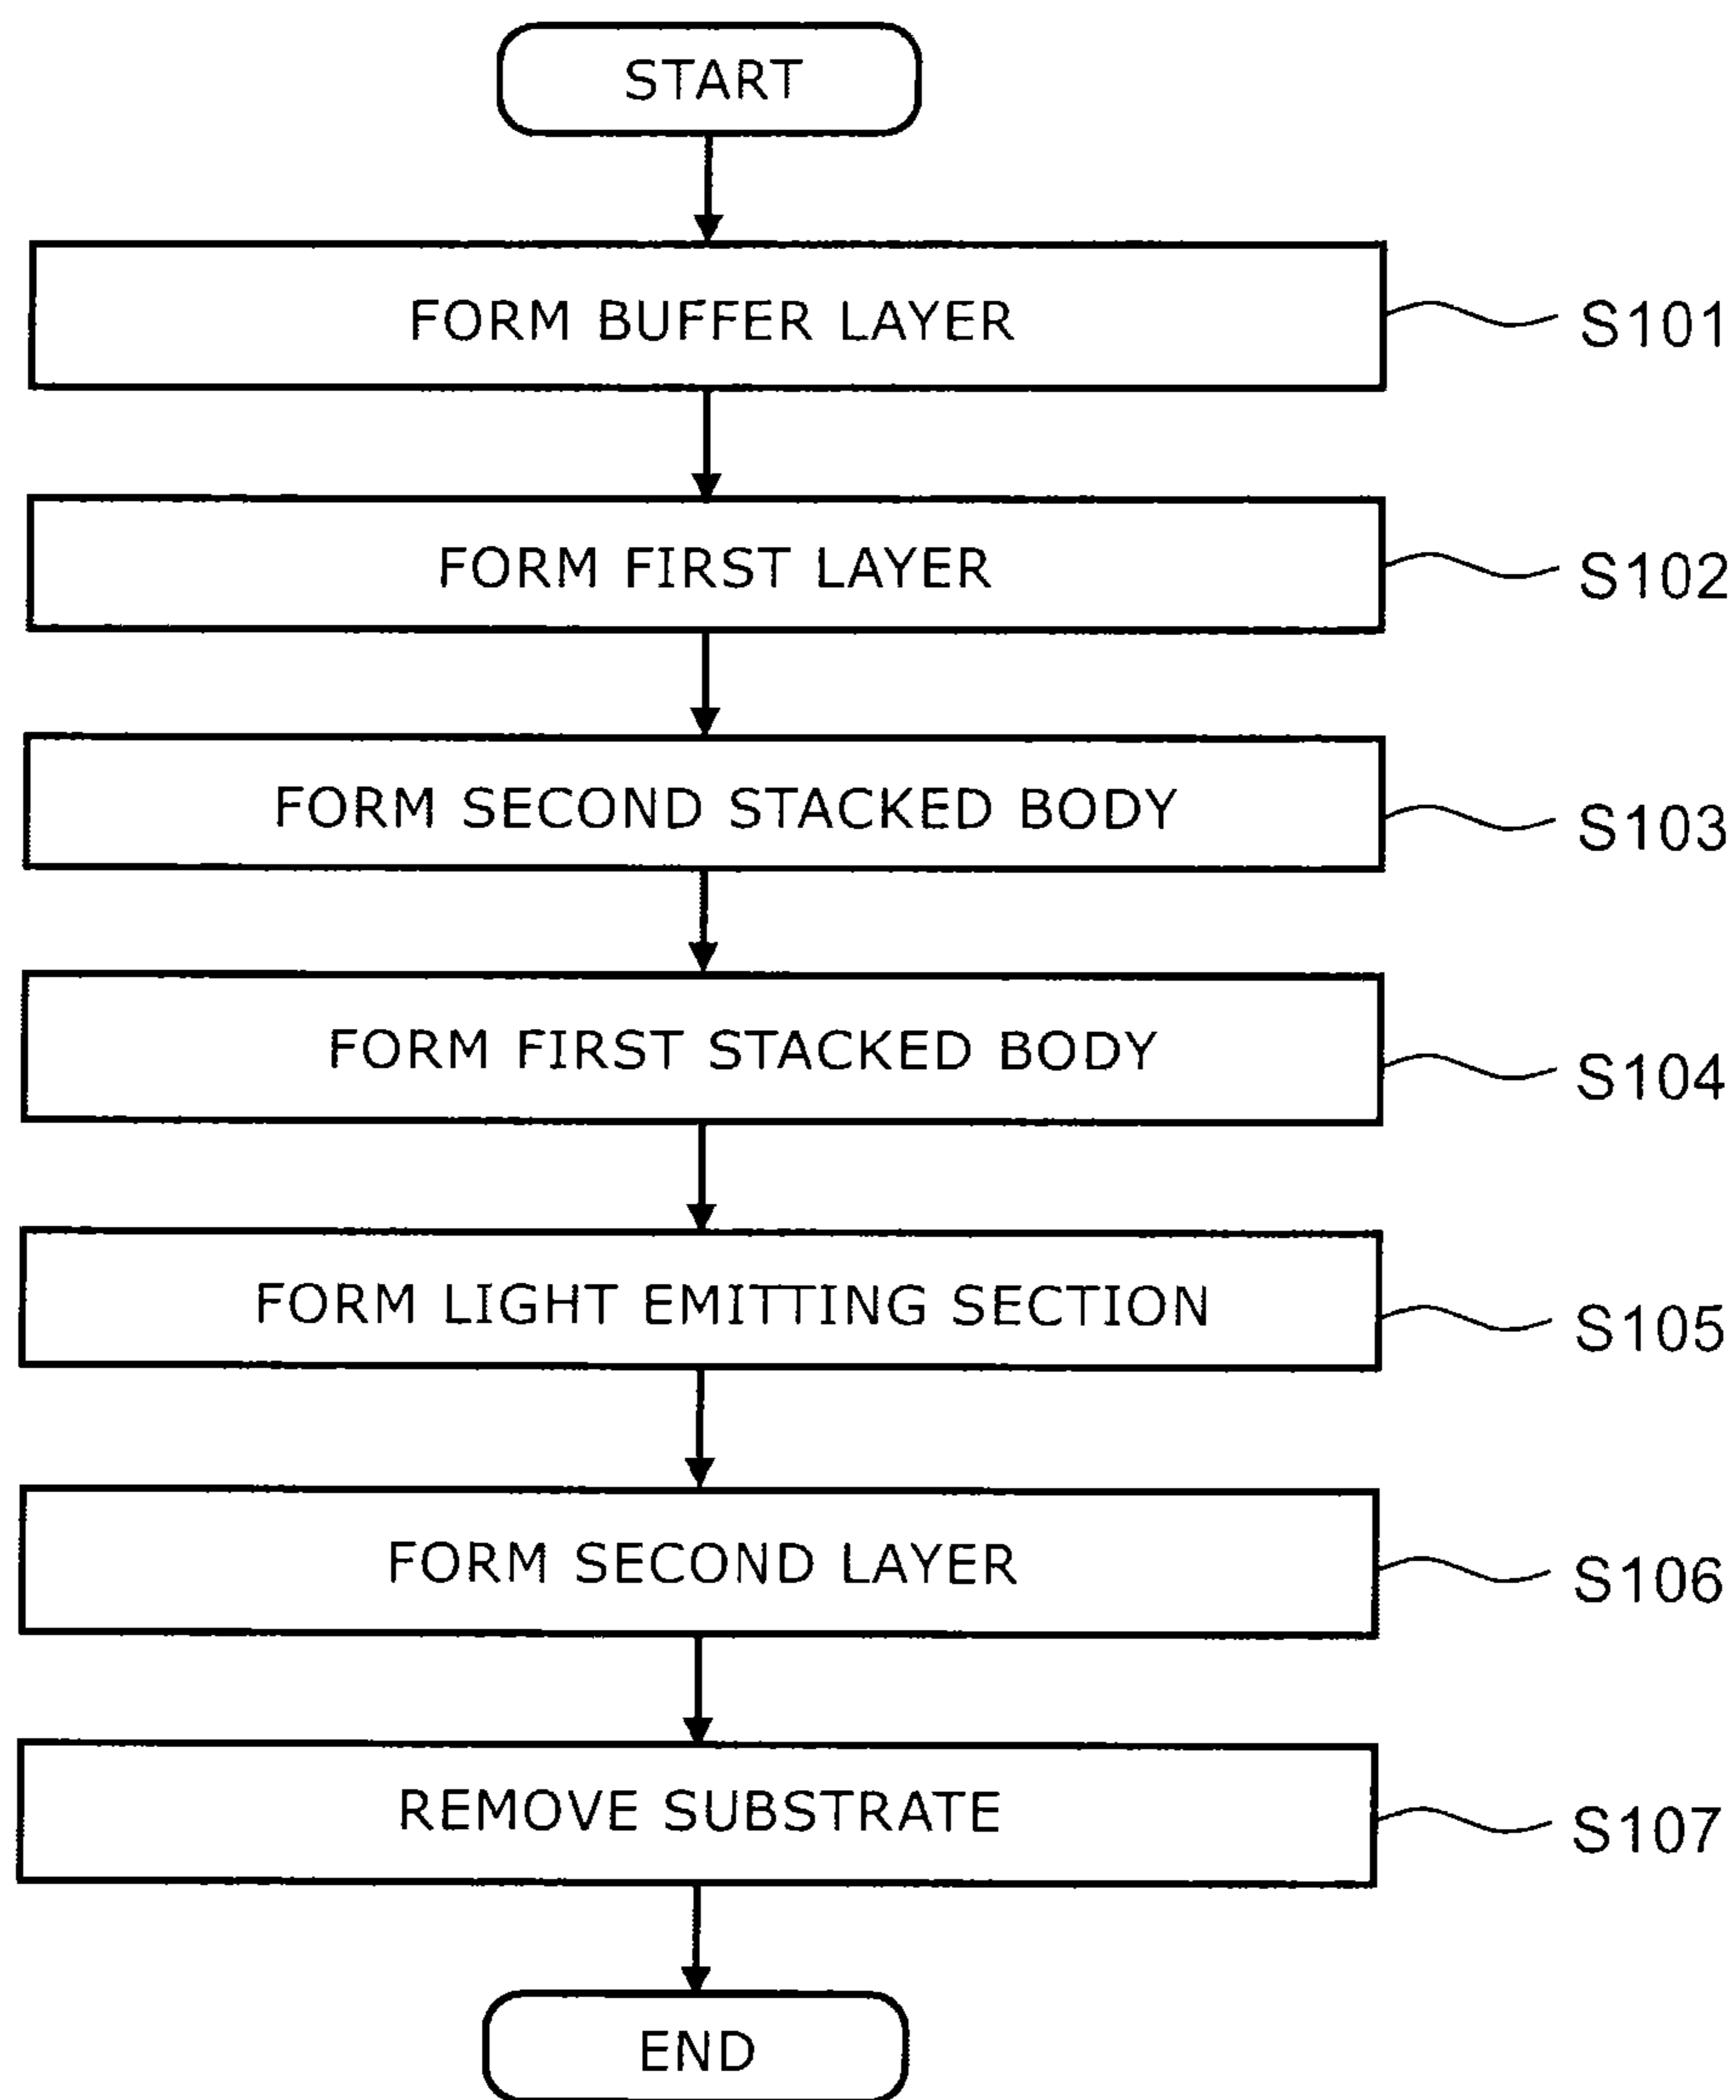 START
FORM BUFFER LAYER
S101
FORM FIRST LAYER
S102
FORM SECOND STACKED BODY
S103
FORM FIRST STACKED BODY
S104
FORM LIGHT EMITTING SECTION
S105
FORM SECOND LAYER
S106
REMOVE SUBSTRATE
S107
END